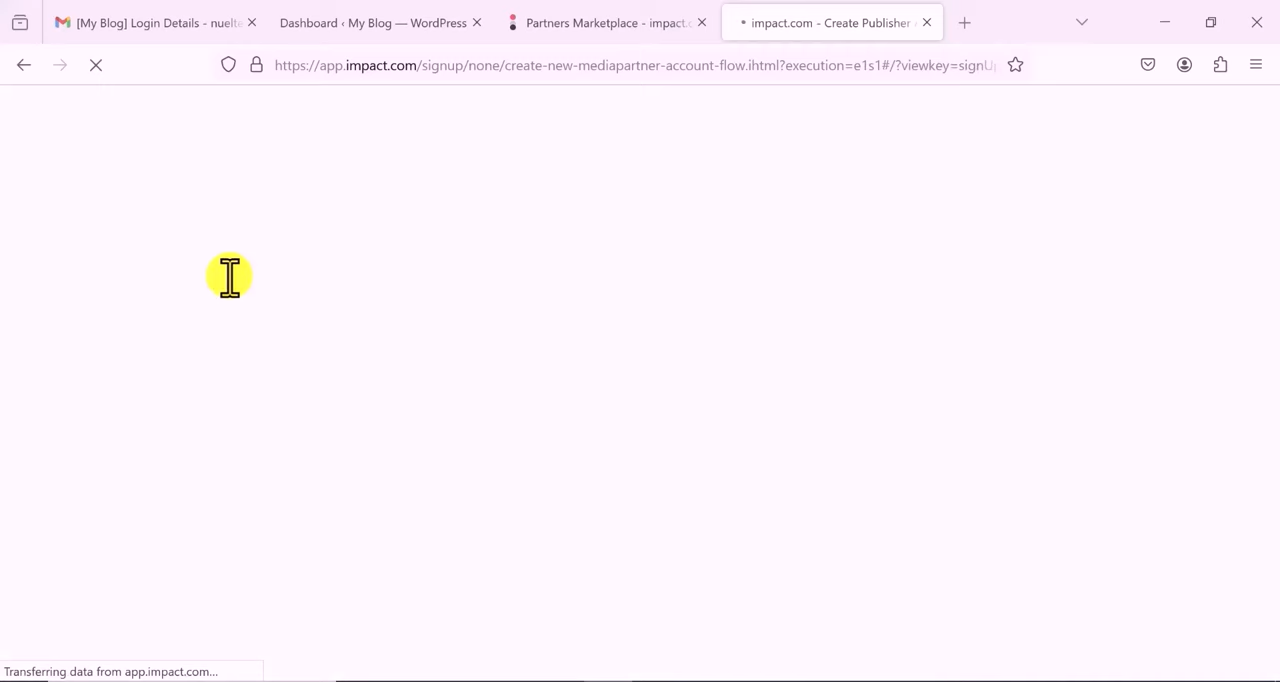 [My Blog] Login Details - nuelte
Dashboard ‹ My Blog — WordPress
Partners Marketplace - impact.c
impact.com - Create Publisher
https://app.impact.com/signup/none/create-new-mediapartner-account-flow.ihtml?execution=e1s1#/?viewkey=signU
Transferring data from app.impact.com...